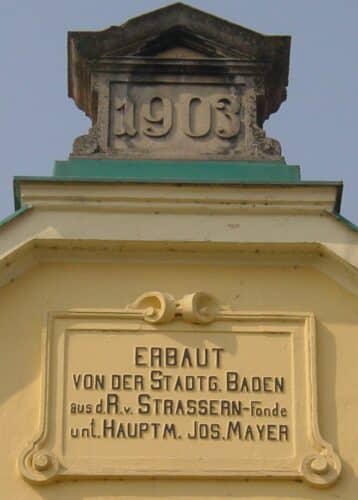 1903
ERBAUT
VON DER STADTG. BADEN
aus d. R. v. STRASSERN-Fonde
unt. HAUPTM. JOS. MAYER